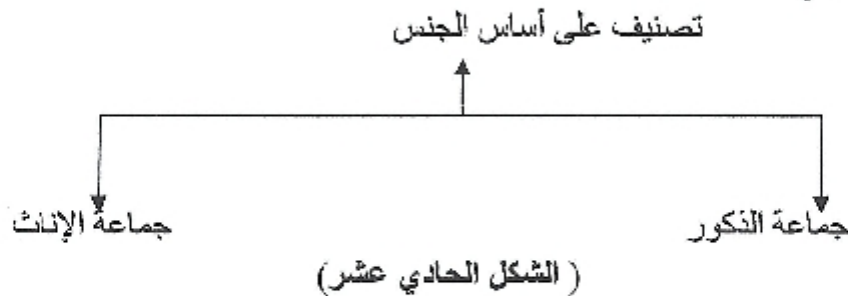 تصنيف على أساس الجنس
جماعة الذكور
جماعة الإناث
( الشكل الحادي عشر)